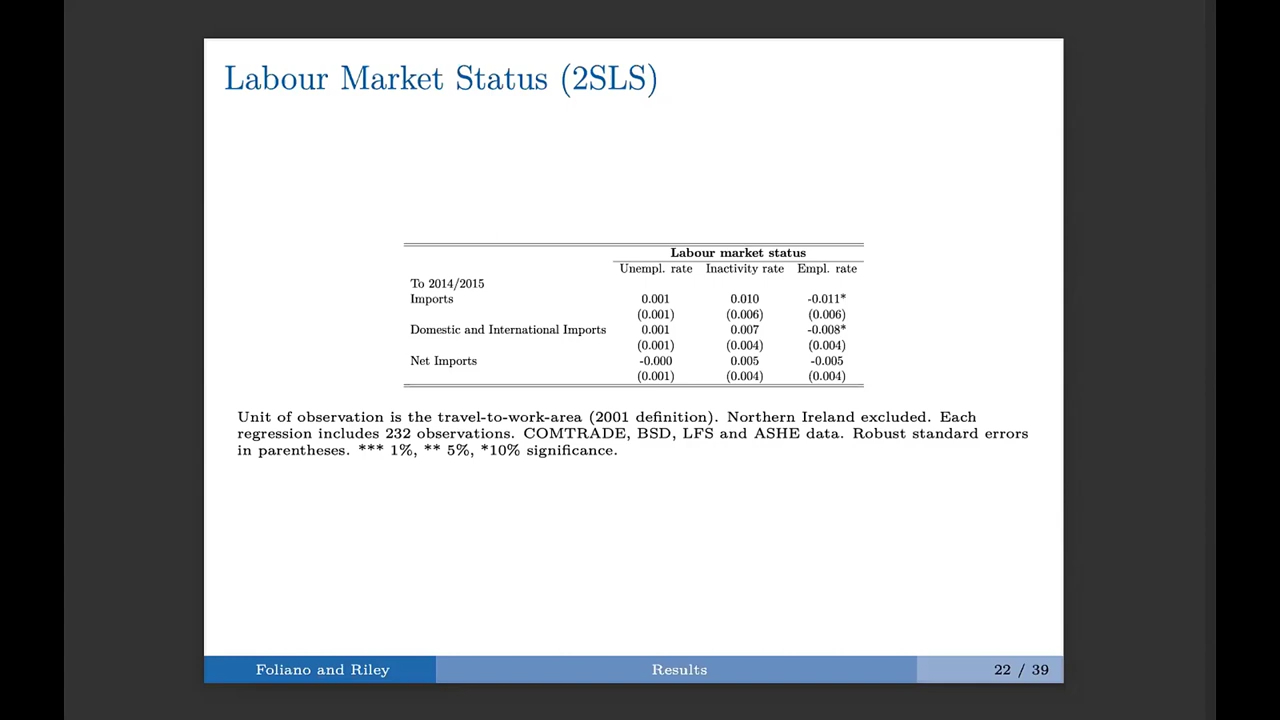 Labour Market Status (2SLS)
Labour market status
Unempl. rate Inactivity rate Empl. rate
To 2014/2015
Imports 0.001 0.010 -0.011*
(0.001) (0.006) (0.006)
Domestic and International Imports 0.001 0.007 -0.008*
(0.001) (0.004) (0.004)
Net Imports -0.000 0.005 -0.005
(0.001) (0.004) (0.004)
Unit of observation is the travel-to-work-area (2001 definition). Northern Ireland excluded. Each
regression includes 232 observations. COMTRADE, BSD, LFS and ASHE data. Robust standard errors
in parentheses. *** 1%, ** 5%, *10% significance.
Foliano and Riley Results 22 / 39